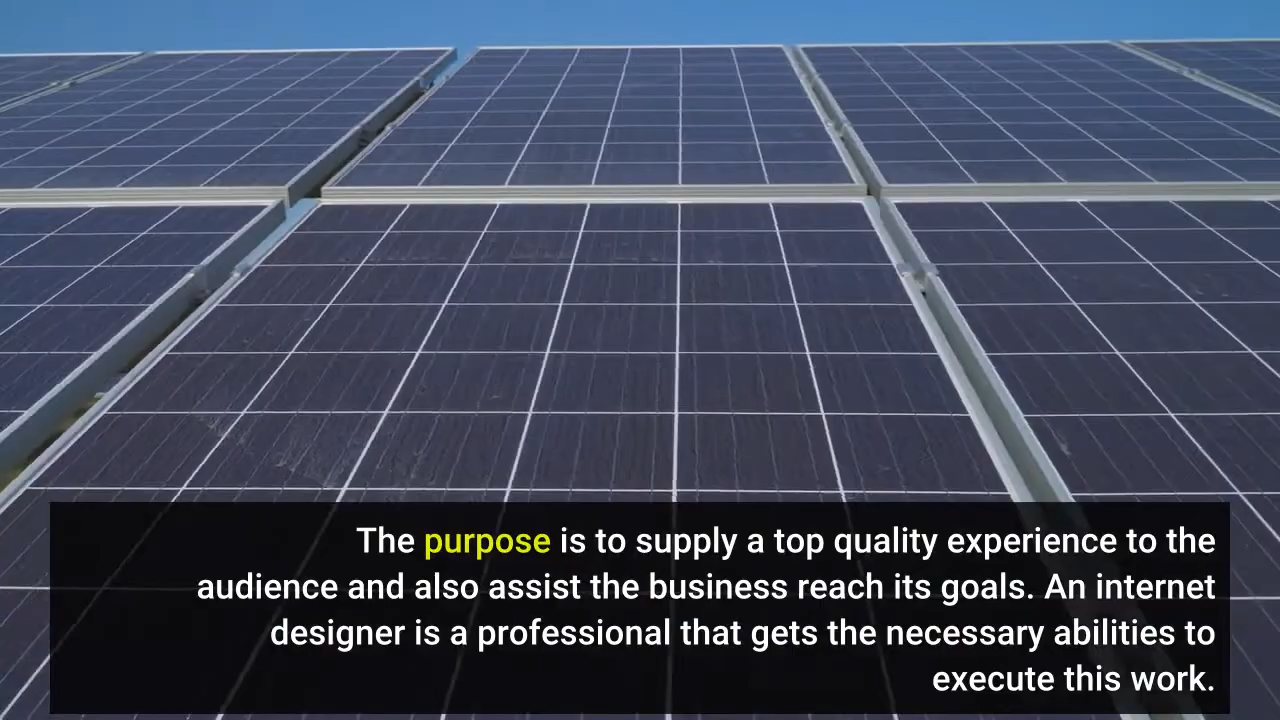 The purpose is to supply a top quality experience to the
audience and also assist the business reach its goals. An internet
designer is a professional that gets the necessary abilities to
execute this work.